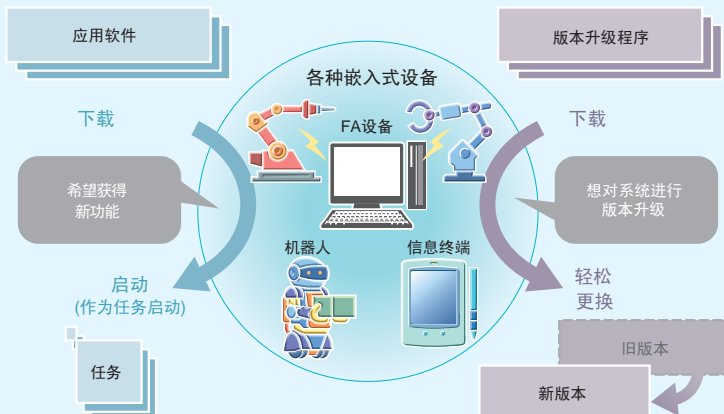 应用软件
版本升级程序
各种嵌入式设备
下载
FA设备
下载
希望获得
新功能
想对系统进行
版本升级
机器人
信息终端
启动
(作为任务启动)
轻松
更换
旧版本
任务
新版本